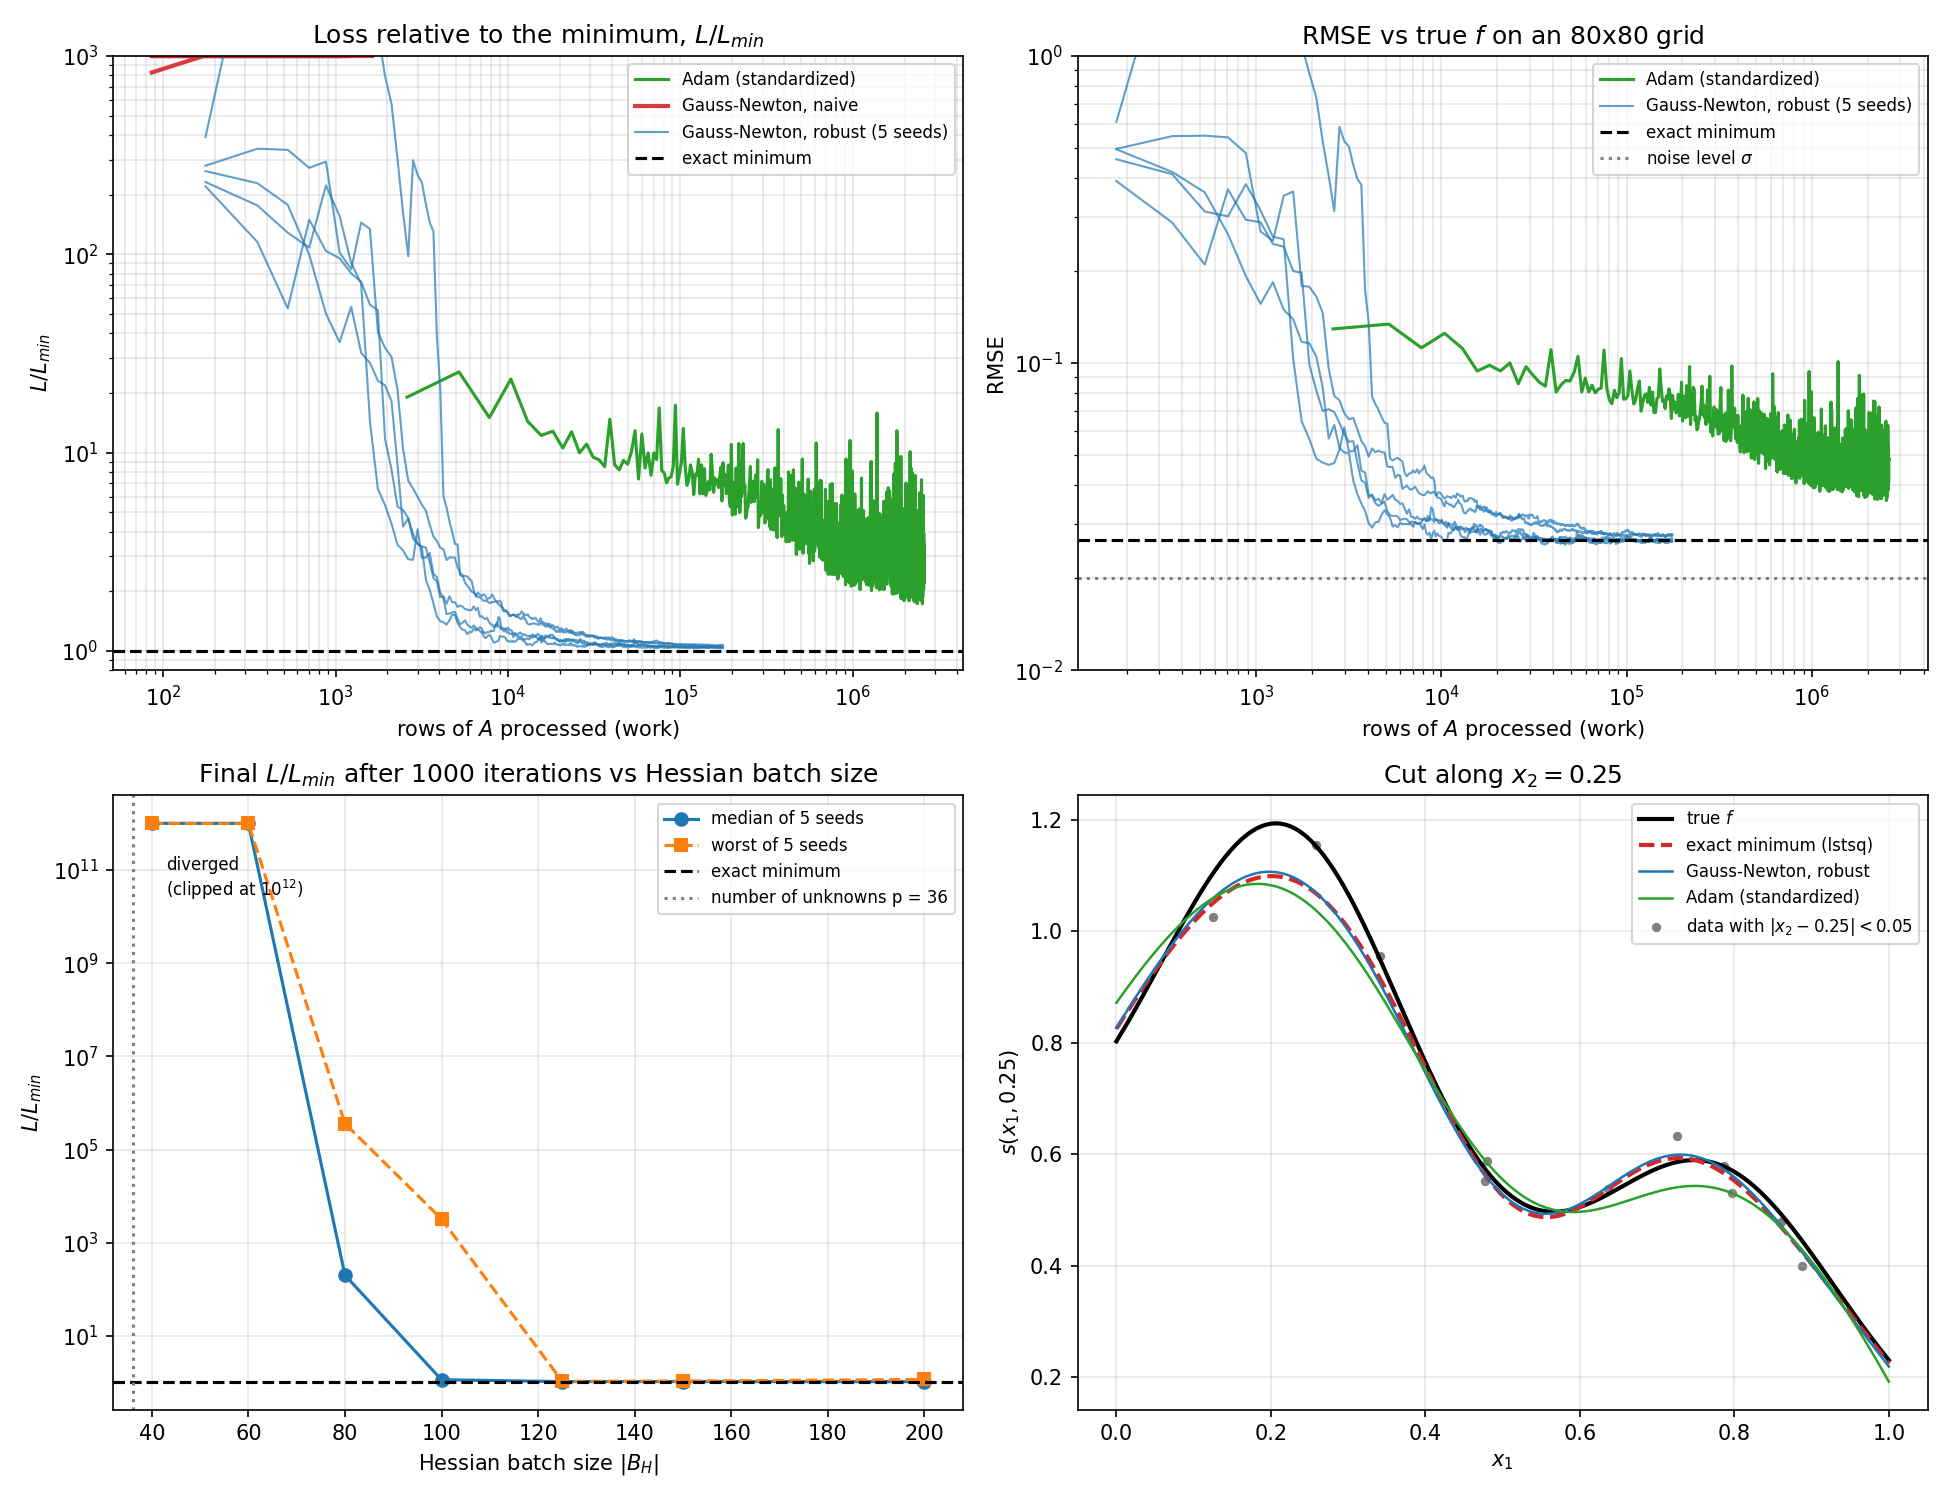 Loss relative to the minimum, L/L_min
10^3
10^2
10^1
10^0
L/L_min
10^2
10^3
10^4
10^5
10^6
rows of A processed (work)
Adam (standardized)
Gauss-Newton, naive
Gauss-Newton, robust (5 seeds)
exact minimum
RMSE vs true f on an 80x80 grid
10^0
10^−1
10^−2
RMSE
10^3
10^4
10^5
10^6
rows of A processed (work)
Adam (standardized)
Gauss-Newton, robust (5 seeds)
exact minimum
noise level σ
Final L/L_min after 1000 iterations vs Hessian batch size
10^11
10^9
10^7
10^5
10^3
10^1
L/L_min
40
60
80
100
120
140
160
180
200
Hessian batch size |B_H|
diverged
(clipped at 10^12)
median of 5 seeds
worst of 5 seeds
exact minimum
number of unknowns p = 36
Cut along x_2 = 0.25
1.2
1.0
0.8
0.6
0.4
0.2
s(x_1, 0.25)
0.0
0.2
0.4
0.6
0.8
1.0
x_1
true f
exact minimum (lstsq)
Gauss-Newton, robust
Adam (standardized)
data with |x_2 − 0.25| < 0.05